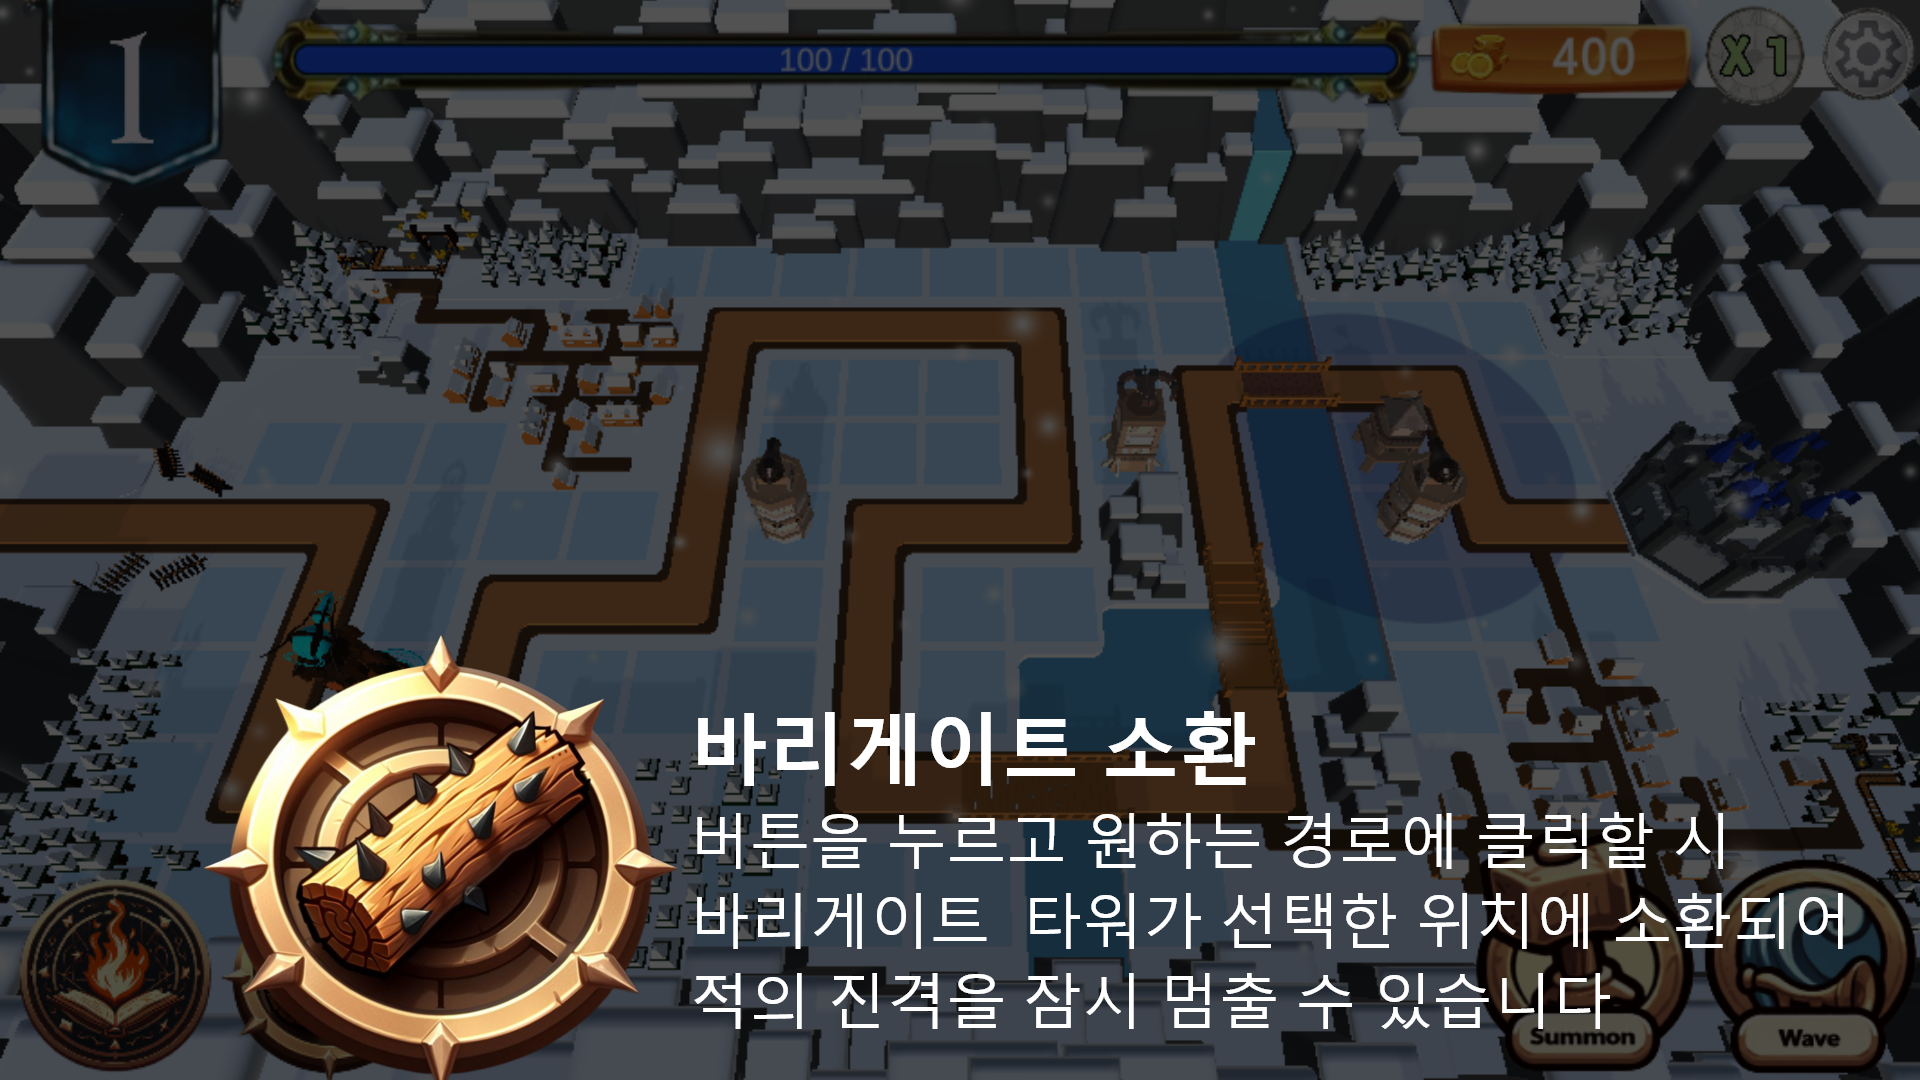 1
100 / 100
400
X 1
바리게이트 소환
버튼을 누르고 원하는 경로에 클릭할 시
바리게이트 타워가 선택한 위치에 소환되어
적의 진격을 잠시 멈출 수 있습니다
Summon
Wave